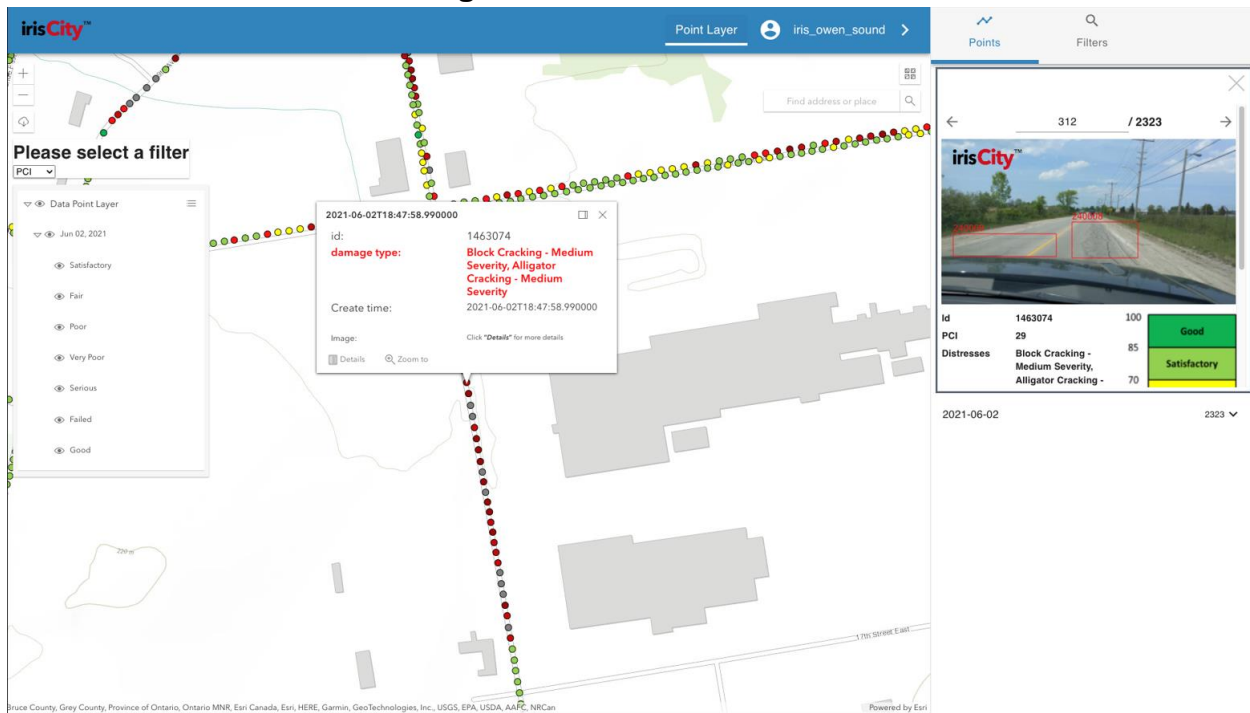 irisCity™
Point Layer
iris_owen_sound
Points
Filters
Find address or place
Please select a filter
PCI
Data Point Layer
Jun 02, 2021
Satisfactory
Fair
Poor
Very Poor
Serious
Failed
Good
2021-06-02T18:47:58.990000
id: 1463074
damage type: Block Cracking - Medium
Severity, Alligator
Cracking - Medium
Severity
Create time: 2021-06-02T18:47:58.990000
Image: Click "Details" for more details
Details Zoom to
220 m
17th Street East
Bruce County, Grey County, Province of Ontario, Ontario MNR, Esri Canada, Esri, HERE, Garmin, GeoTechnologies, Inc., USGS, EPA, USDA, AAFC, NRCan
Powered by Esri
312 / 2323
irisCity™
Id 1463074
PCI 29
Distresses Block Cracking -
Medium Severity,
Alligator Cracking -
100
Good
85
Satisfactory
70
2021-06-02
2323